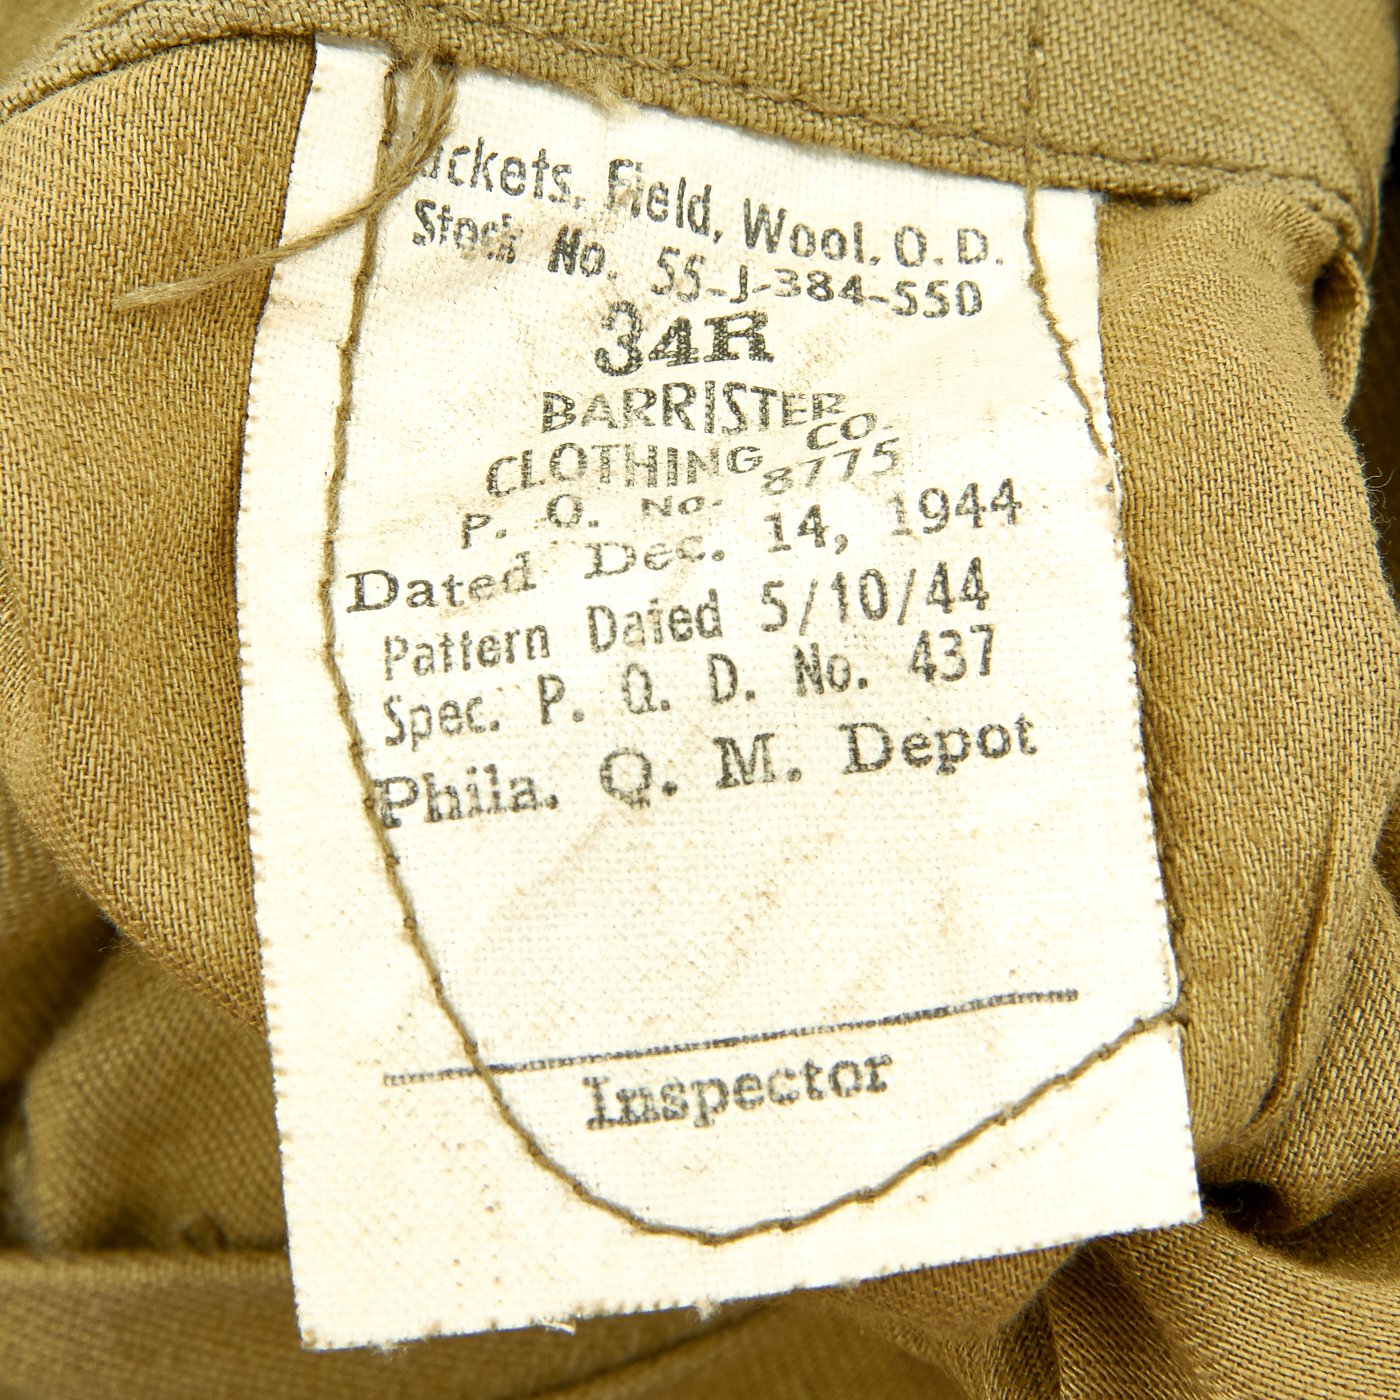 ckets, Field, Wool, O. D.
Stock No. 55-J-384-550
34R
BARRISTER
CLOTHING CO.
P. O. No. 8775
Dated Dec. 14, 1944
Pattern Dated 5/10/44
Spec. P. Q. D. No. 437
Phila. Q. M. Depot
Inspector